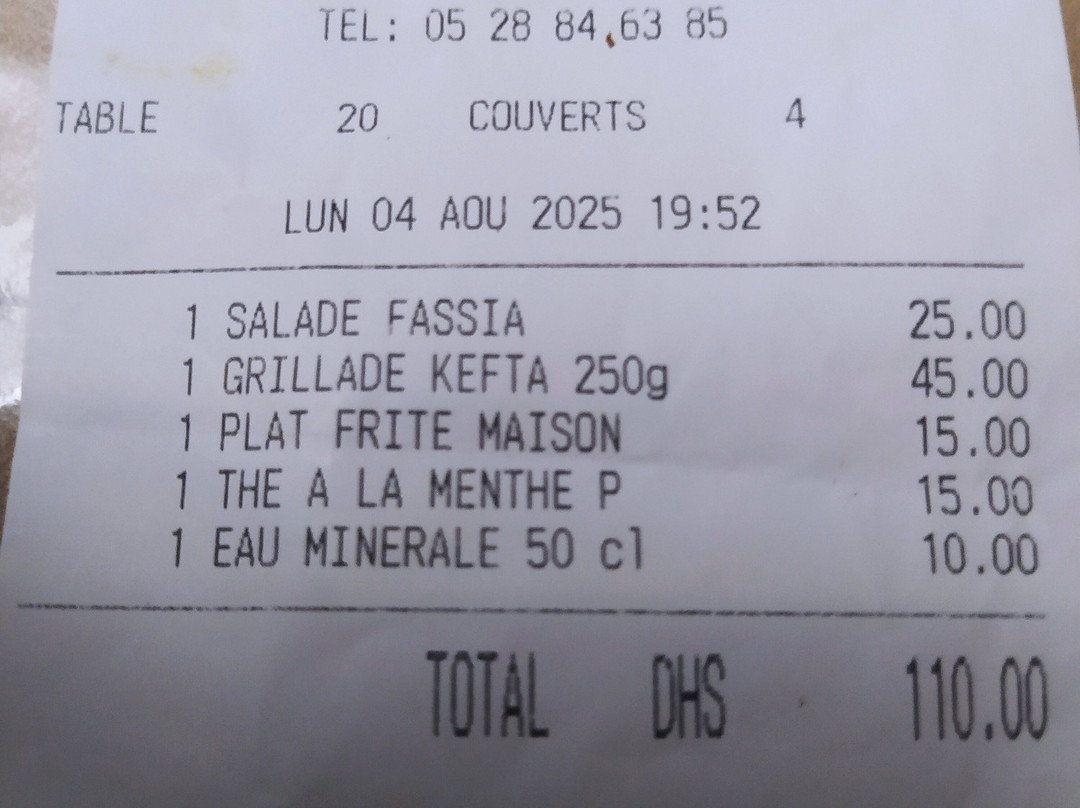 TEL: 05 28 84.63 85
TABLE 20 COUVERTS 4
LUN 04 AOU 2025 19:52
1 SALADE FASSIA 25.00
1 GRILLADE KEFTA 250g 45.00
1 PLAT FRITE MAISON 15.00
1 THE A LA MENTHE P 15.00
1 EAU MINERALE 50 cl 10.00
TOTAL DHS 110.00